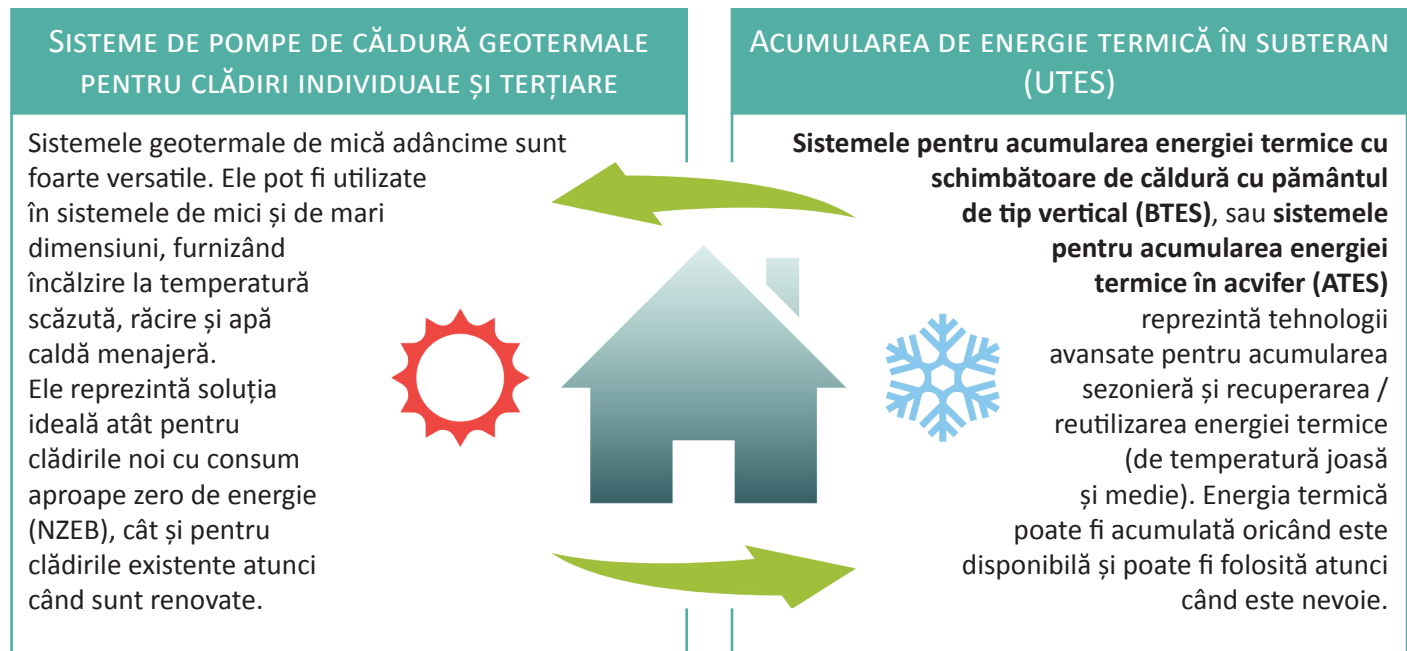 SISTEME DE POMPE DE CĂLDURĂ GEOTERMALE
PENTRU CLĂDIRI INDIVIDUALE ȘI TERȚIARE
Sistemele geotermale de mică adâncime sunt
foarte versatile. Ele pot fi utilizate
în sistemele de mici și de mari
dimensiuni, furnizând
încălzire la temperatură
scăzută, răcire și apă
caldă menajeră.
Ele reprezintă soluția
ideală atât pentru
clădirile noi cu consum
aproape zero de energie
(NZEB), cât și pentru
clădirile existente atunci
când sunt renovate.
ACUMULAREA DE ENERGIE TERMICĂ ÎN SUBTERAN
(UTES)
Sistemele pentru acumularea energiei termice cu
schimbătoare de căldură cu pământul
de tip vertical (BTES), sau sistemele
pentru acumularea energiei
termice în acvifer (ATES)
reprezintă tehnologii
avansate pentru acumularea
sezonieră și recuperarea /
reutilizarea energiei termice
(de temperatură joasă
și medie). Energia termică
poate fi acumulată oricând este
disponibilă și poate fi folosită atunci
când este nevoie.